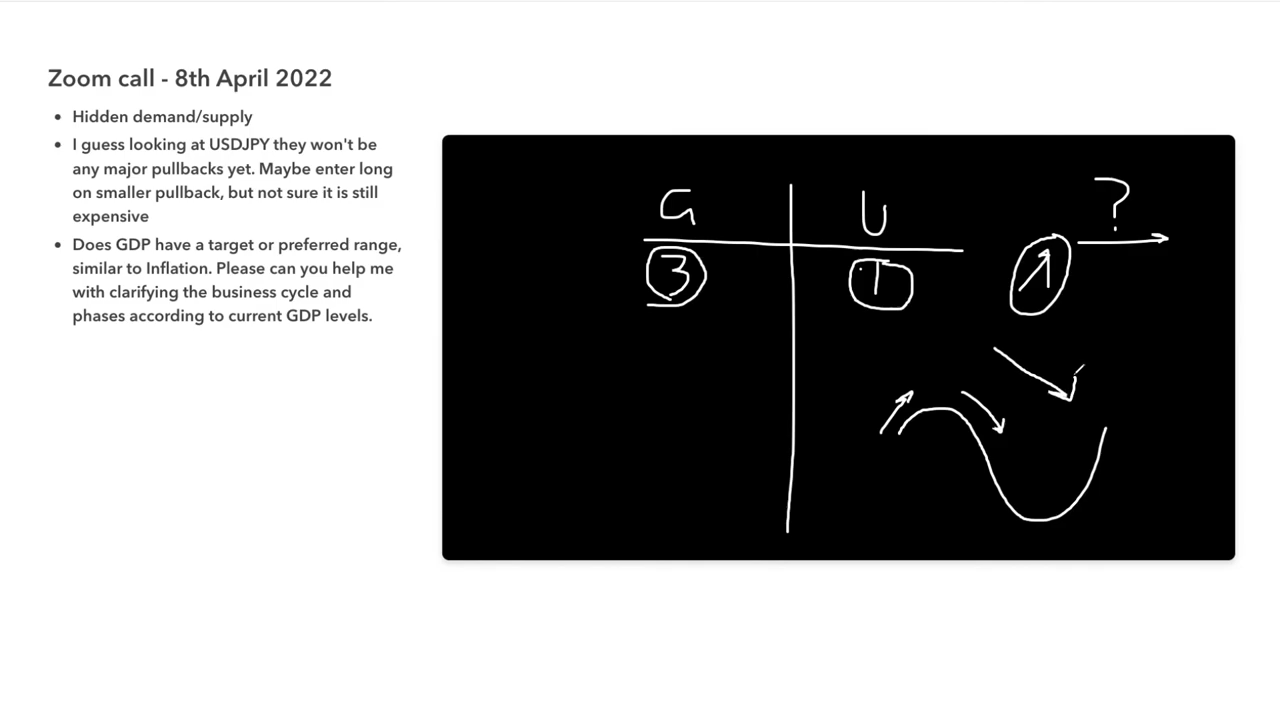 Zoom call - 8th April 2022
• Hidden demand/supply
• I guess looking at USDJPY they won't be
any major pullbacks yet. Maybe enter long
on smaller pullback, but not sure it is still
expensive
• Does GDP have a target or preferred range,
similar to Inflation. Please can you help me
with clarifying the business cycle and
phases according to current GDP levels.
G U ?
3 1